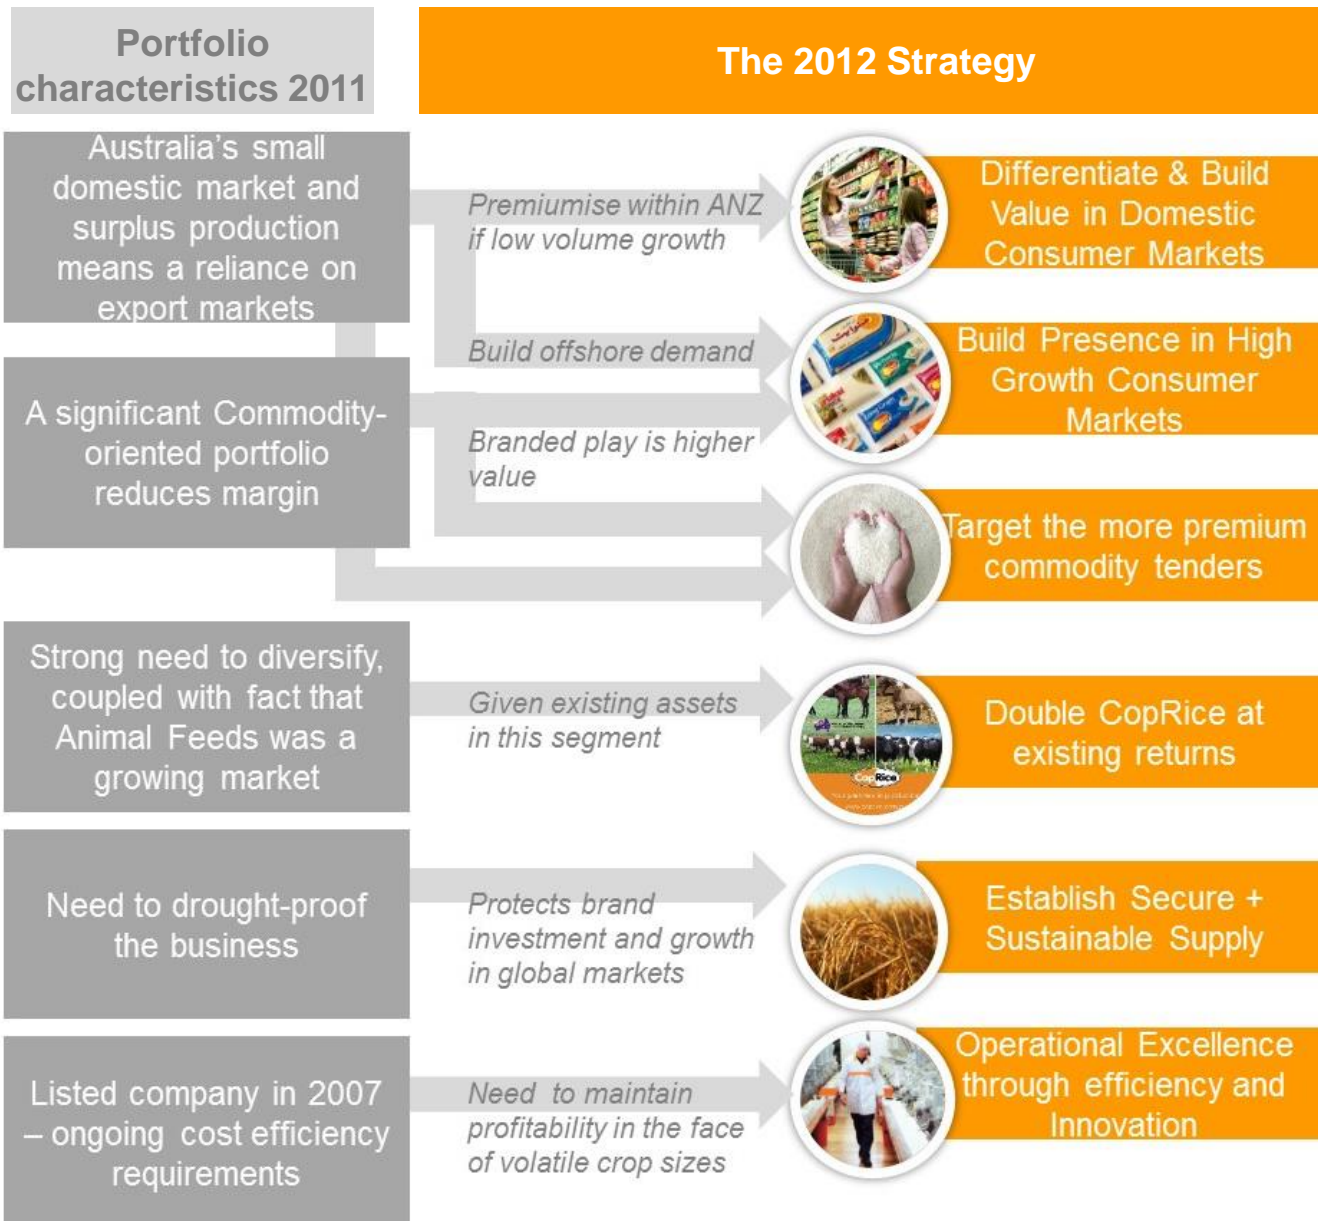 Portfolio
characteristics 2011
The 2012 Strategy
Australia's small
domestic market and
surplus production
means a reliance on
export markets
Premiumise within ANZ
if low volume growth
Differentiate & Build
Value in Domestic
Consumer Markets
Build offshore demand
Build Presence in High
Growth Consumer
Markets
A significant Commodity-
oriented portfolio
reduces margin
Branded play is higher
value
Target the more premium
commodity tenders
Strong need to diversify,
coupled with fact that
Animal Feeds was a
growing market
Given existing assets
in this segment
CopRice
Double CopRice at
existing returns
Need to drought-proof
the business
Protects brand
investment and growth
in global markets
Establish Secure +
Sustainable Supply
Listed company in 2007
– ongoing cost efficiency
requirements
Need to maintain
profitability in the face
of volatile crop sizes
Operational Excellence
through efficiency and
Innovation